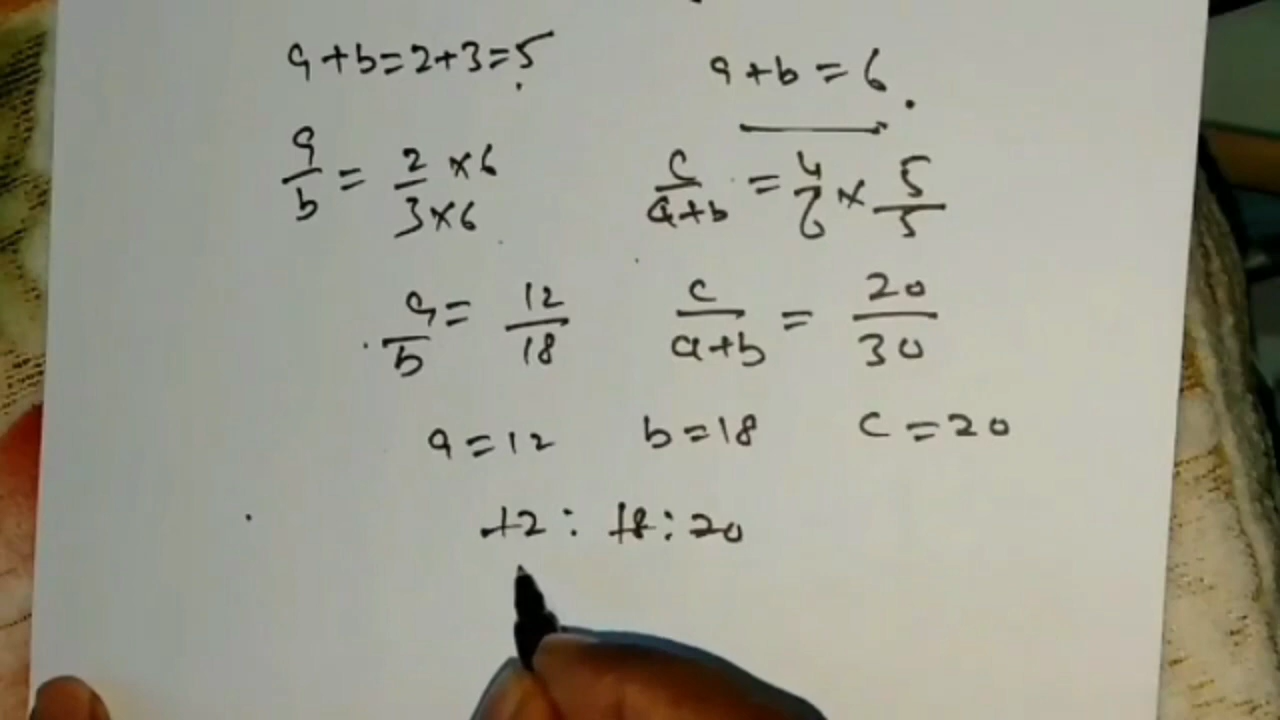 a+b=2+3=5
a+b=6
a/b = 2×6/3×6
c/a+b = 4/6 × 5/5
a/b = 12/18
c/a+b = 20/30
a=12 b=18 c=20
12 : 18 : 20